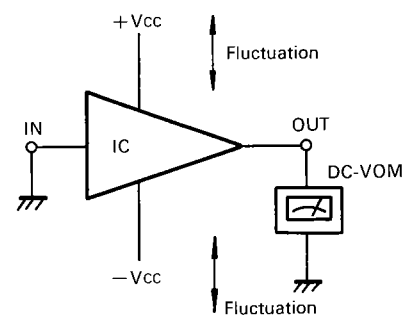 +Vcc
Fluctuation
IN
IC
OUT
DC-VOM
−Vcc
Fluctuation